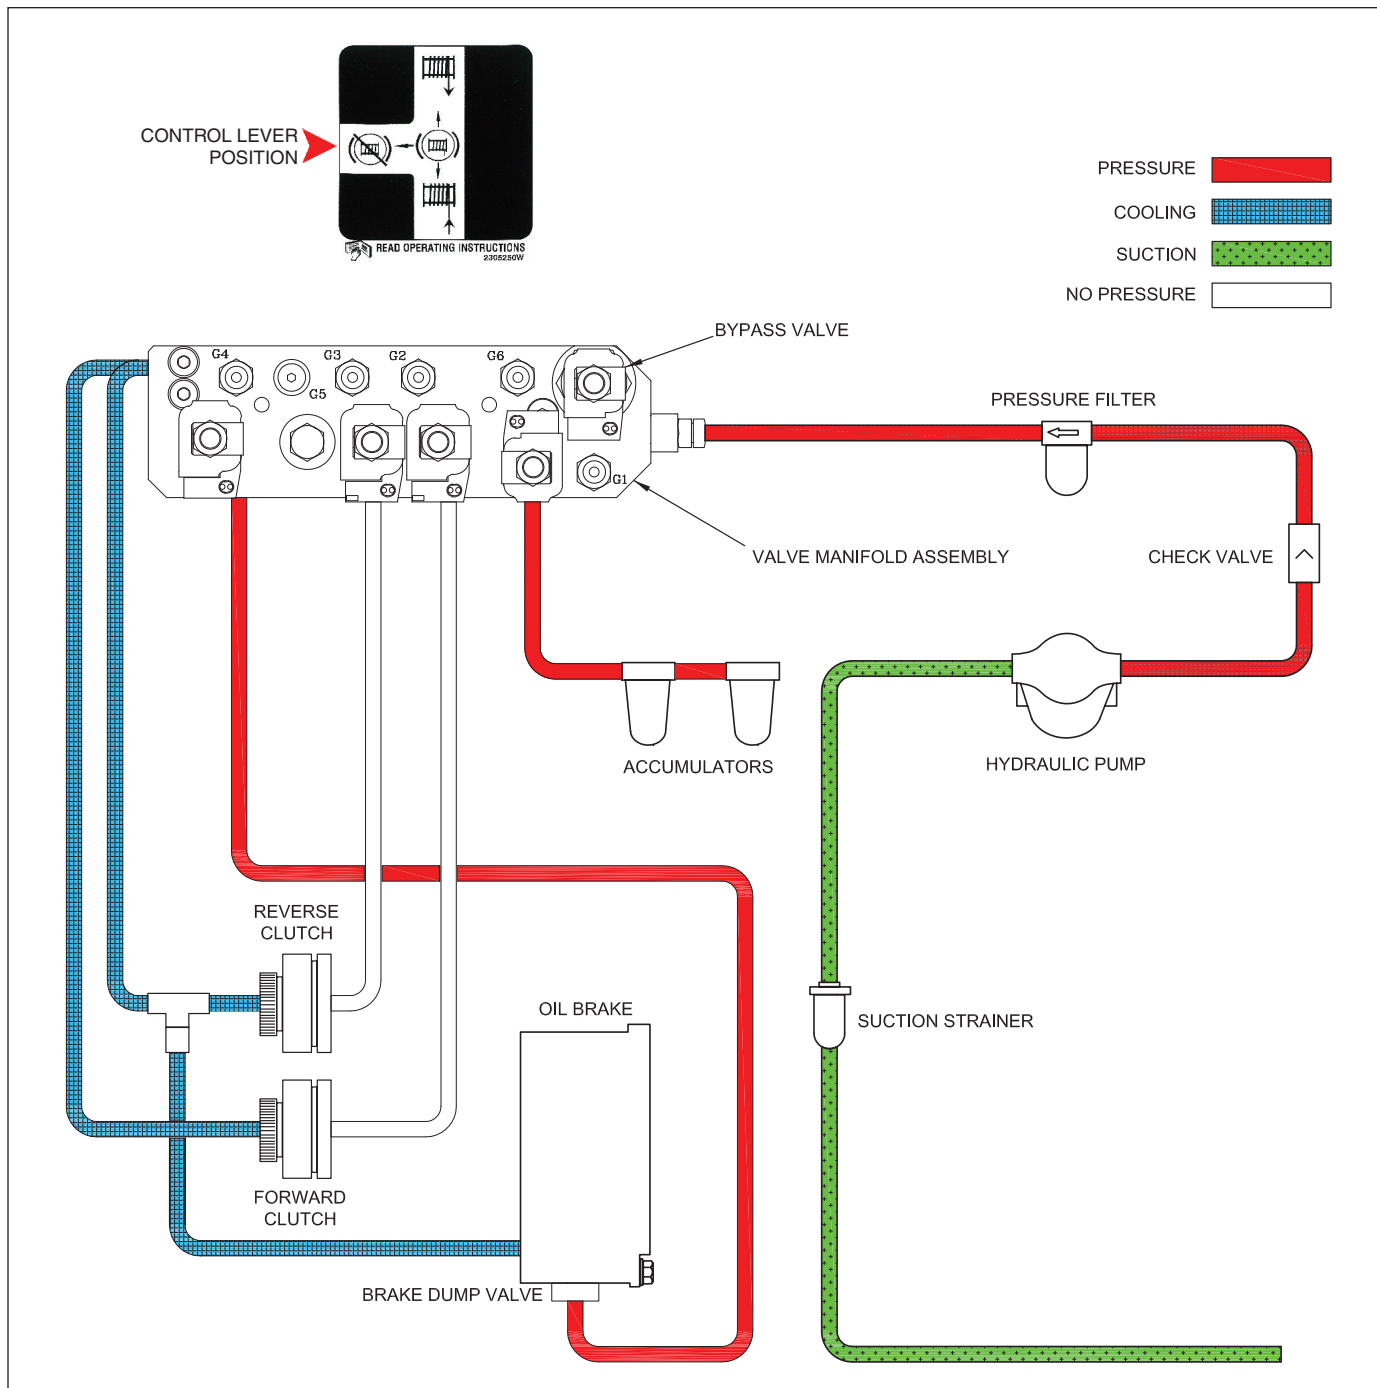 CONTROL LEVER
POSITION
READ OPERATING INSTRUCTIONS
2305250W
PRESSURE
COOLING
SUCTION
NO PRESSURE
BYPASS VALVE
G4
G3
G2
G6
G5
G1
PRESSURE FILTER
VALVE MANIFOLD ASSEMBLY
CHECK VALVE
ACCUMULATORS
HYDRAULIC PUMP
REVERSE
CLUTCH
OIL BRAKE
SUCTION STRAINER
FORWARD
CLUTCH
BRAKE DUMP VALVE